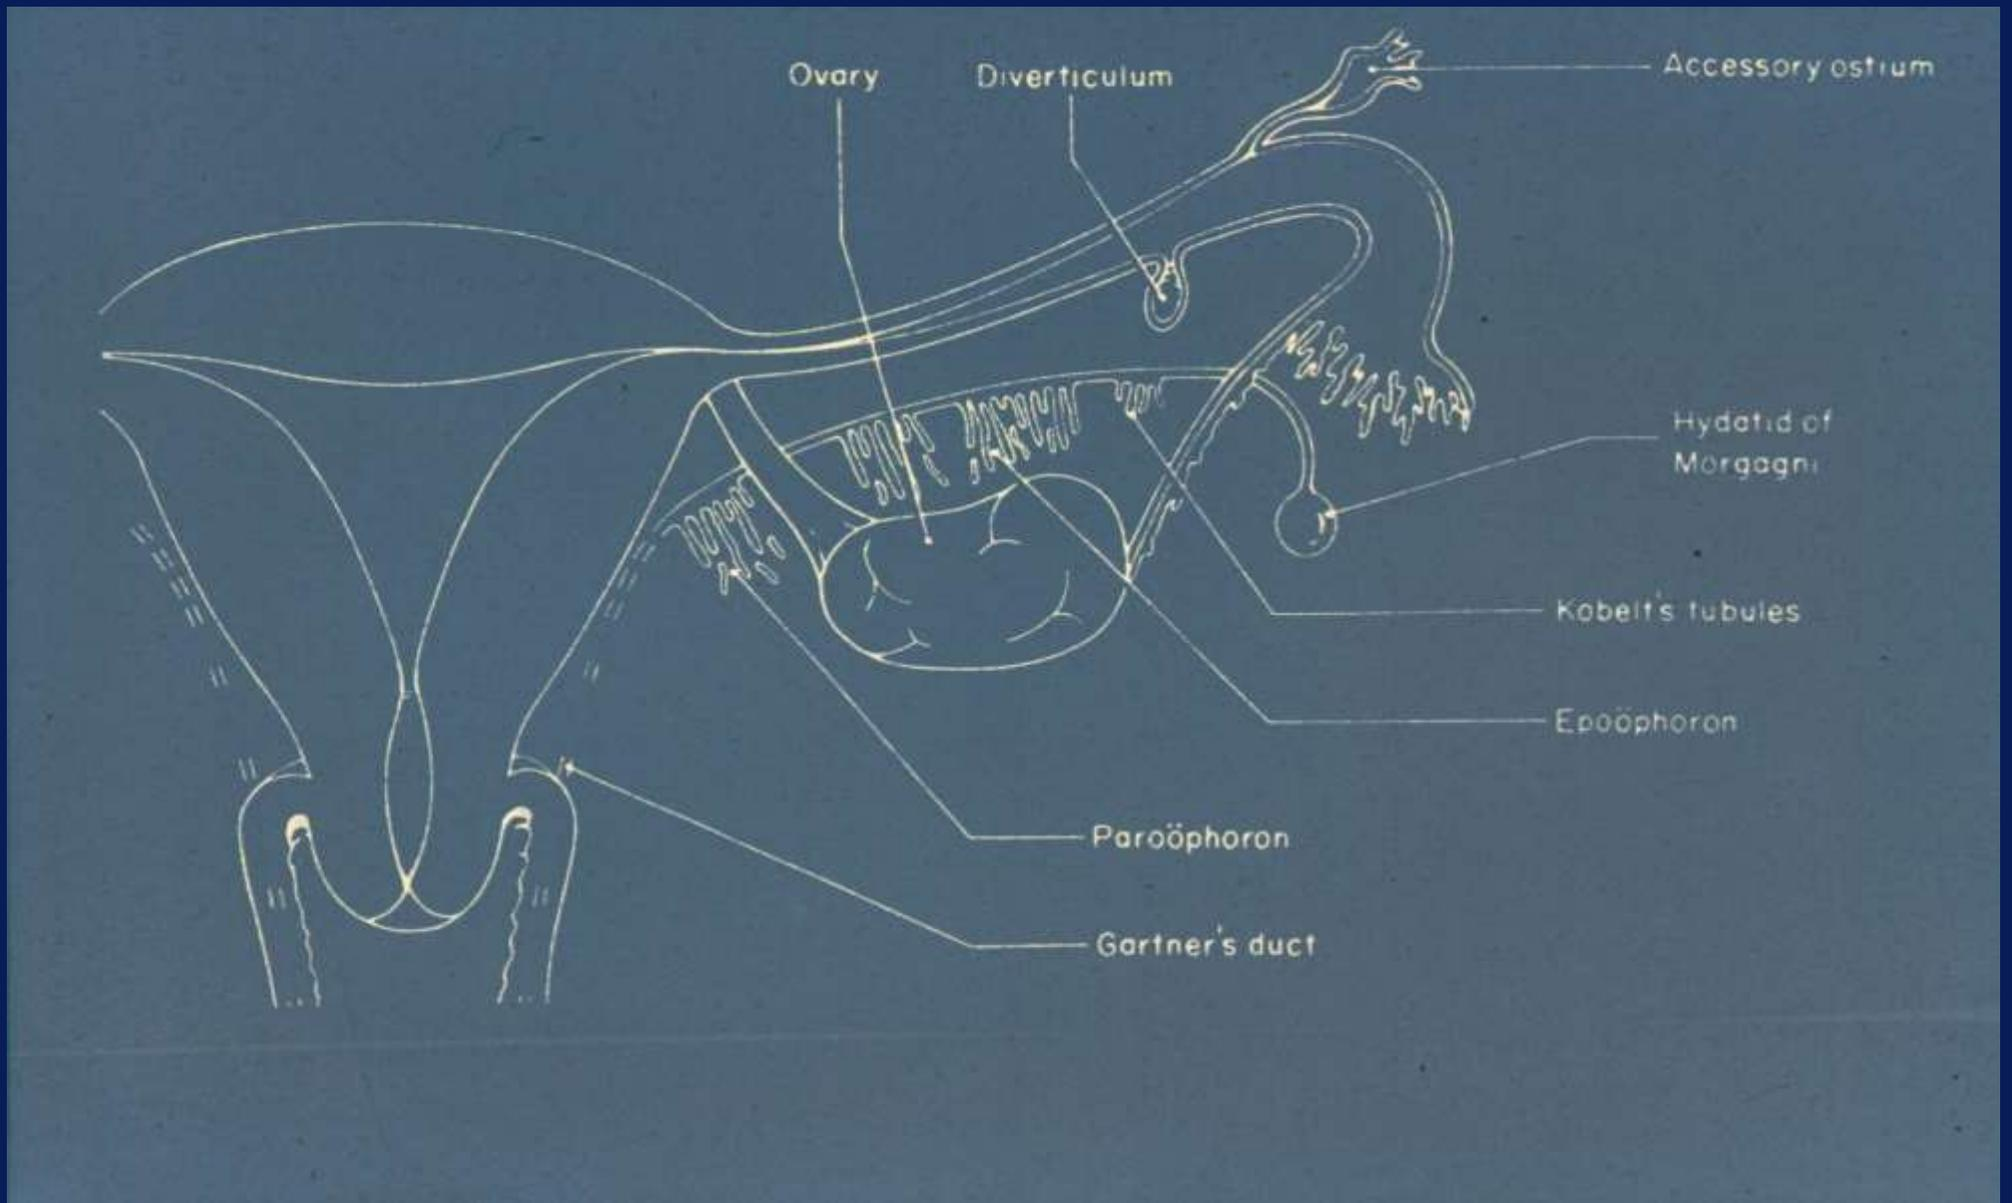 Ovary
Diverticulum
Accessory ostium
Hydatid of
Morgagni
Kobelt's tubules
Epoöphoron
Paroöphoron
Gartner's duct